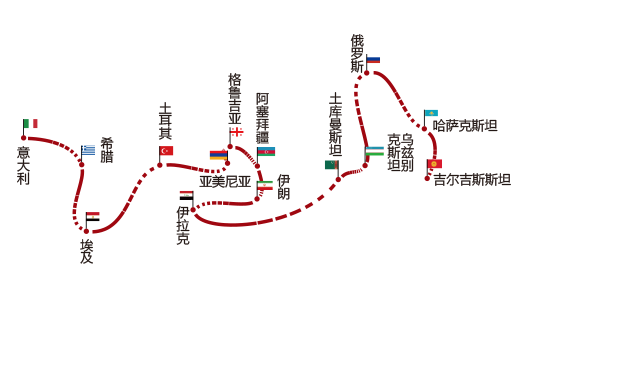 意大利
希腊
埃及
土耳其
亚美尼亚
格鲁吉亚
阿塞拜疆
伊朗
伊拉克
土库曼斯坦
乌兹别
克斯坦
俄罗斯
哈萨克斯坦
吉尔吉斯斯坦